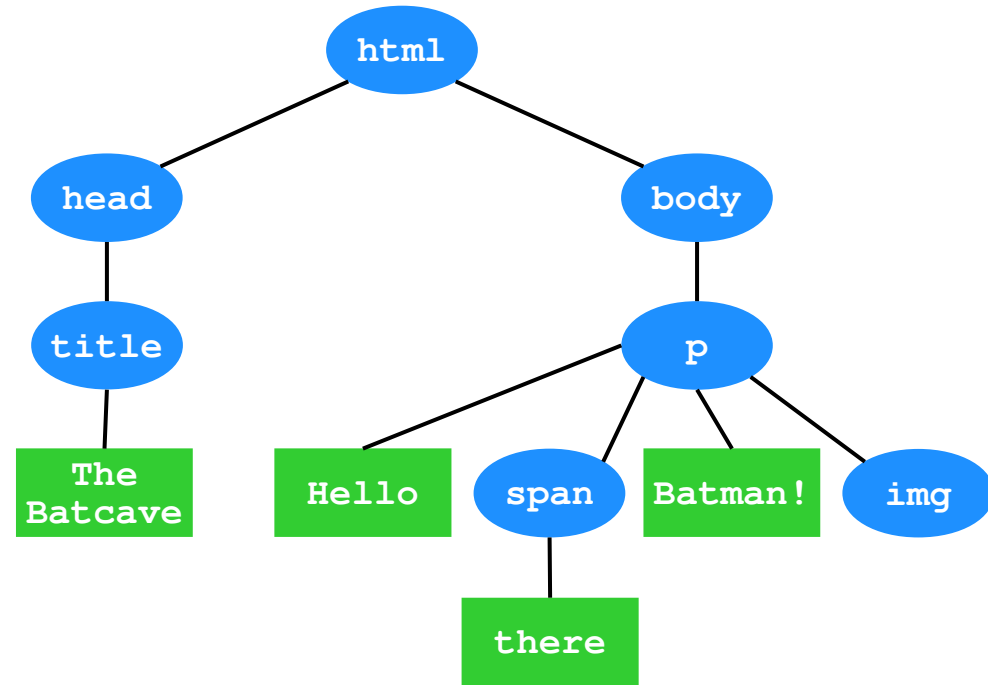 html
head
body
title
p
The
Batcave
Hello
span
Batman!
img
there